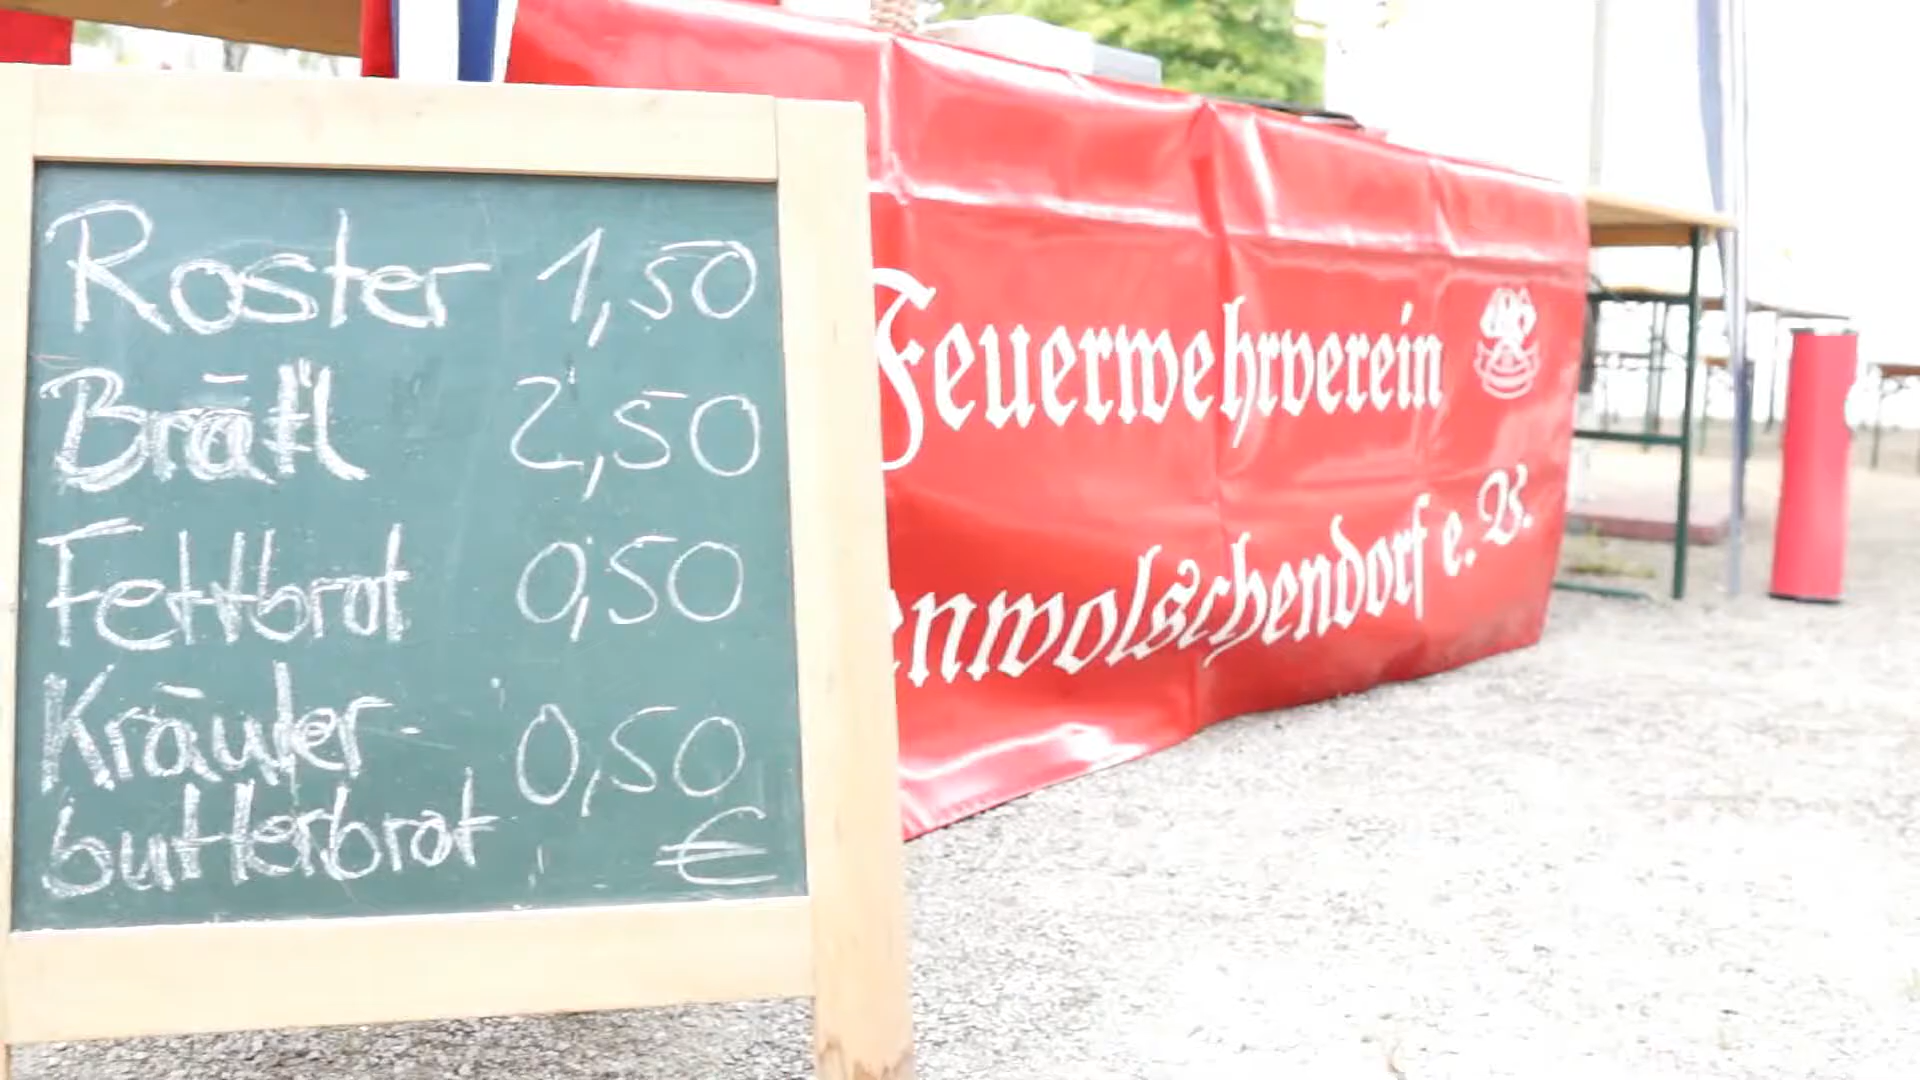 Roster 1,50
Brätl 2,50
Fettbrot 0,50
Kräuter- 0,50
butterbrot €
Feuerwehrverein
enwolschendorf e. V.